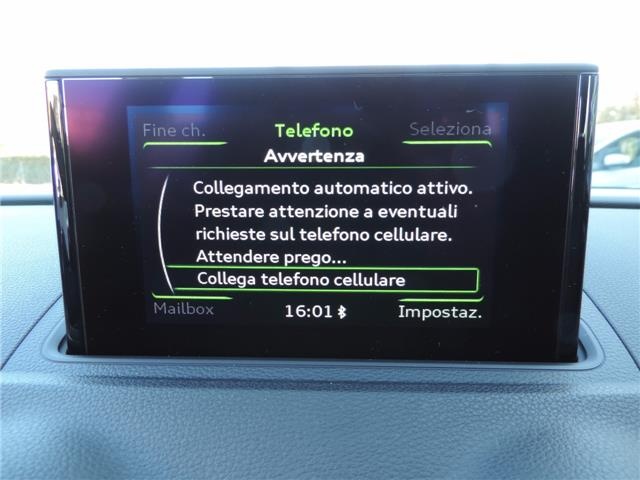 Fine ch. Telefono Seleziona
Avvertenza
Collegamento automatico attivo.
Prestare attenzione a eventuali
richieste sul telefono cellulare.
Attendere prego...
Collega telefono cellulare
Mailbox 16:01 Impostaz.